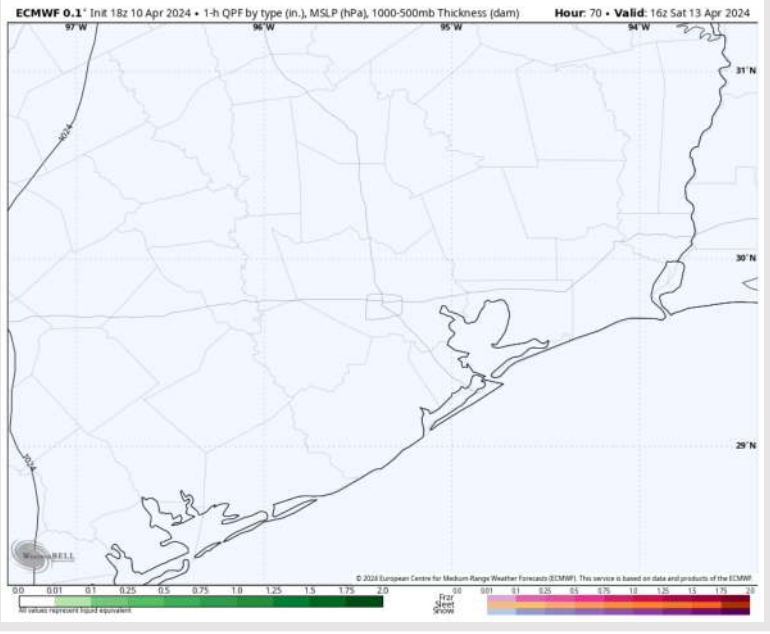 ECMWF 0.1° Init 18z 10 Apr 2024 • 1-h QPF by type (in.), MSLP (hPa), 1000-500mb Thickness (dam)
Hour: 70 • Valid: 16z Sat 13 Apr 2024
97°W 96°W 95°W 94°W
31°N
1024
30°N
29°N
1024
WeatherBELL
© 2024 European Centre for Medium-Range Weather Forecasts (ECMWF). This service is based on data and products of the ECMWF.
0.0 0.01 0.1 0.25 0.5 0.75 1.0 1.25 1.5 1.75 2.0
0.0 0.01 0.1 0.25 0.5 0.75 1.0 1.25 1.5 1.75 2.0
All values represent liquid equivalent
Frzr
Sleet
Snow